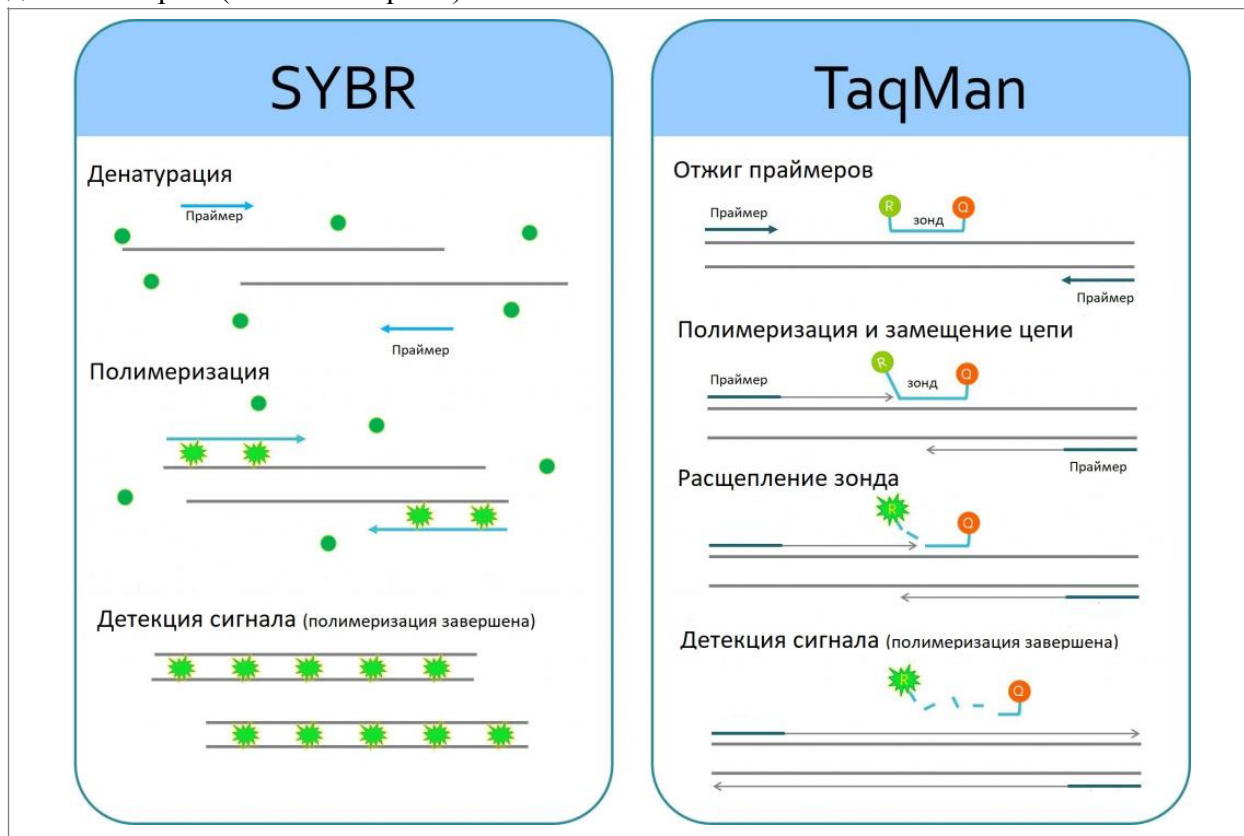 SYBR
Денатурация
Праймер
Праймер
Полимеризация
Детекция сигнала (полимеризация завершена)
TaqMan
Отжиг праймеров
Праймер
R
зонд
Q
Праймер
Полимеризация и замещение цепи
Праймер
R
зонд
Q
Праймер
Расщепление зонда
R
Q
Детекция сигнала (полимеризация завершена)
R
Q